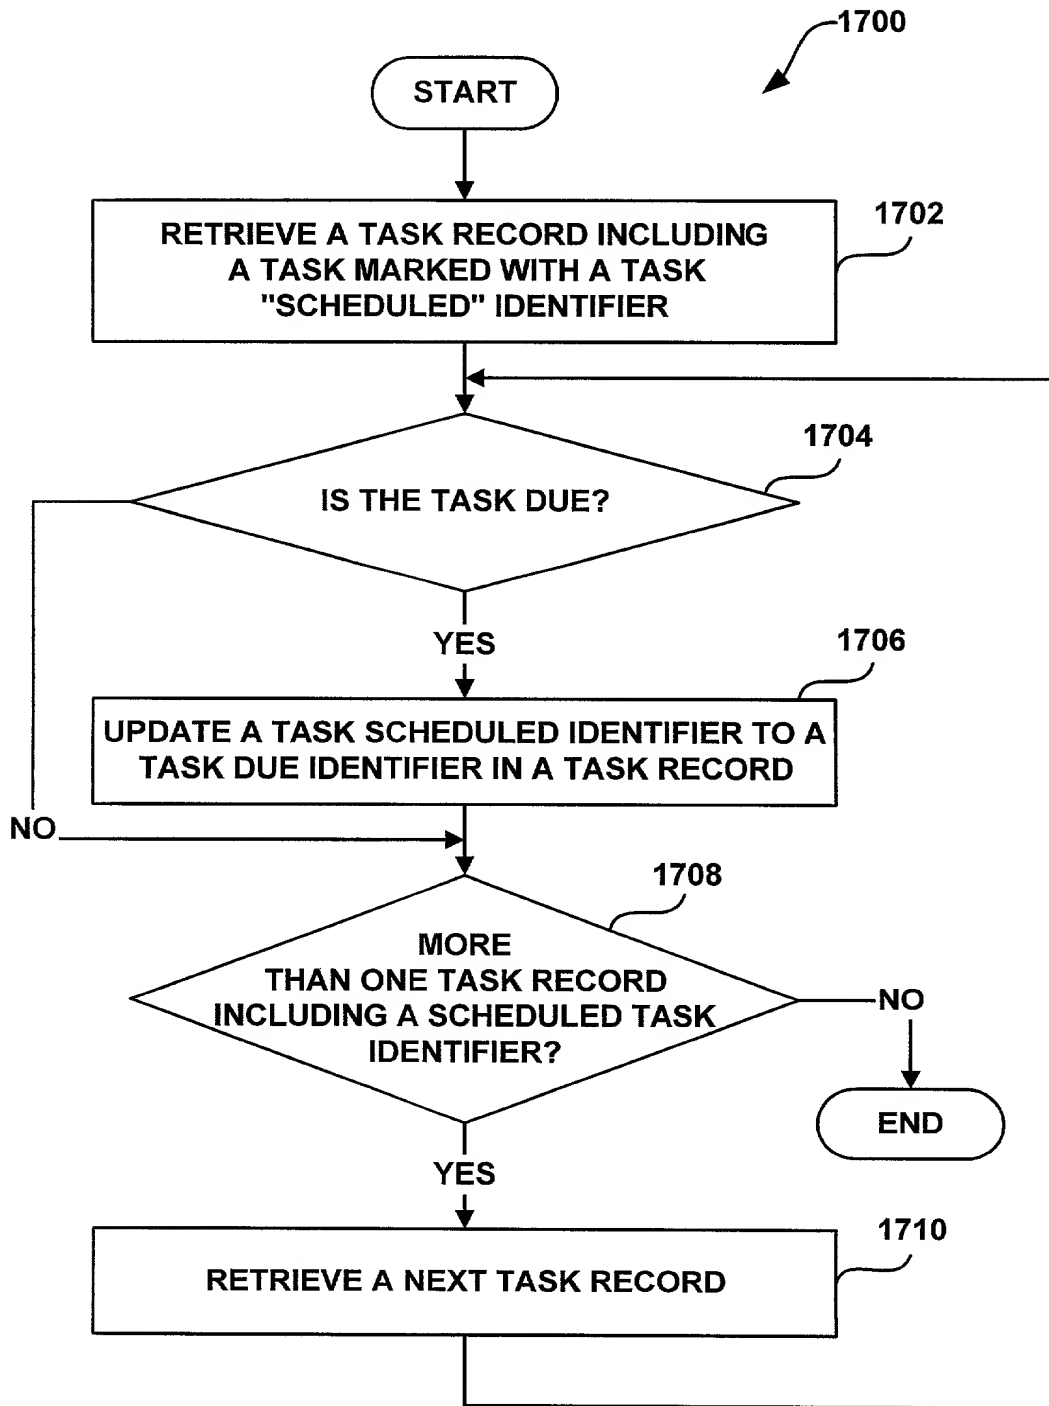 1700
START
1702
RETRIEVE A TASK RECORD INCLUDING
A TASK MARKED WITH A TASK
"SCHEDULED" IDENTIFIER
1704
IS THE TASK DUE?
YES
1706
UPDATE A TASK SCHEDULED IDENTIFIER TO A
TASK DUE IDENTIFIER IN A TASK RECORD
NO
1708
MORE
THAN ONE TASK RECORD
INCLUDING A SCHEDULED TASK
IDENTIFIER?
NO
END
YES
1710
RETRIEVE A NEXT TASK RECORD